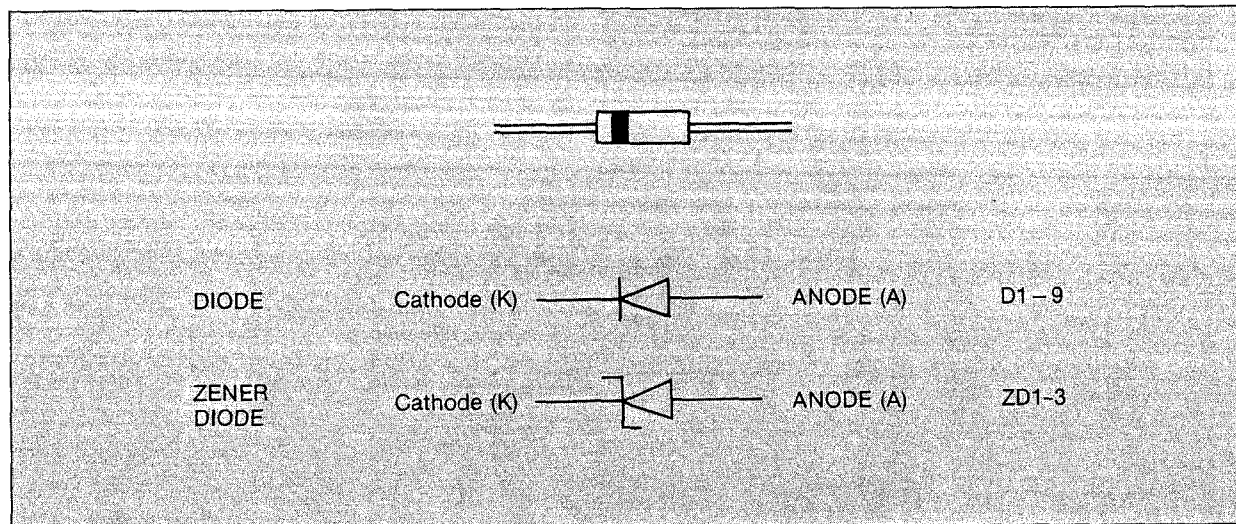 DIODE Cathode (K) ANODE (A) D1 – 9
ZENER
DIODE Cathode (K) ANODE (A) ZD1-3